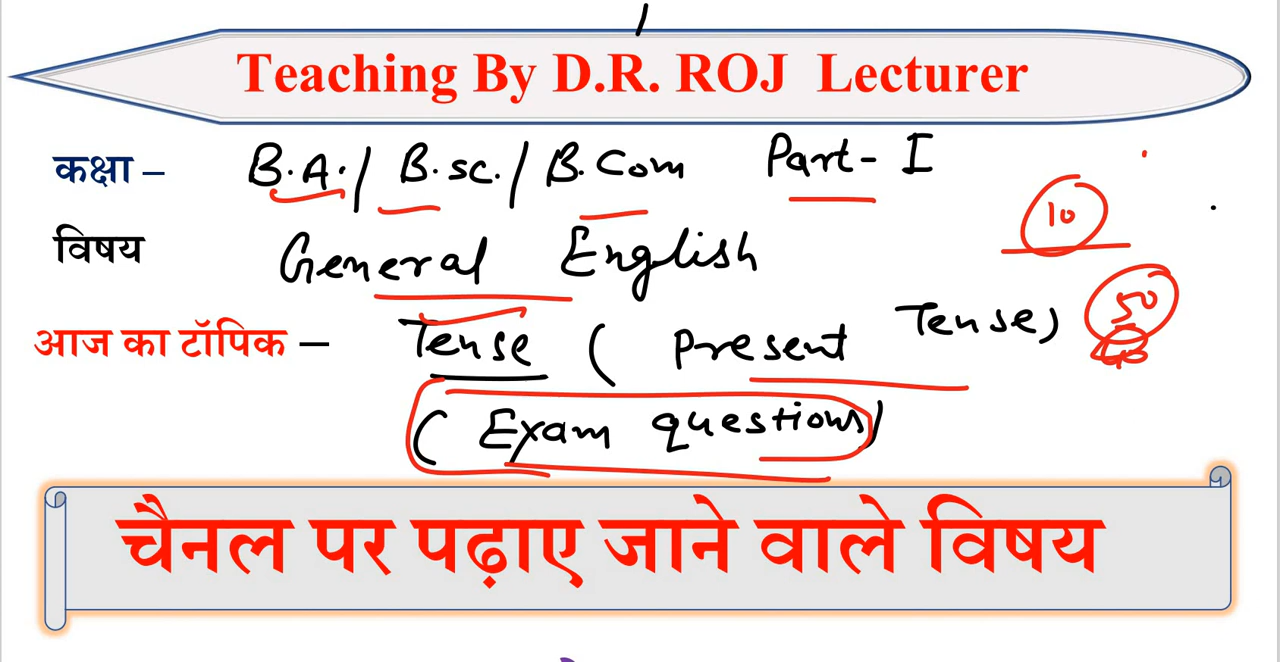 Teaching By D.R. ROJ Lecturer
कक्षा – B.A. / B.sc. / B.Com Part-I
10
विषय General English
50
आज का टॉपिक – Tense ( Present Tense)
( Exam questions)
चैनल पर पढ़ाए जाने वाले विषय